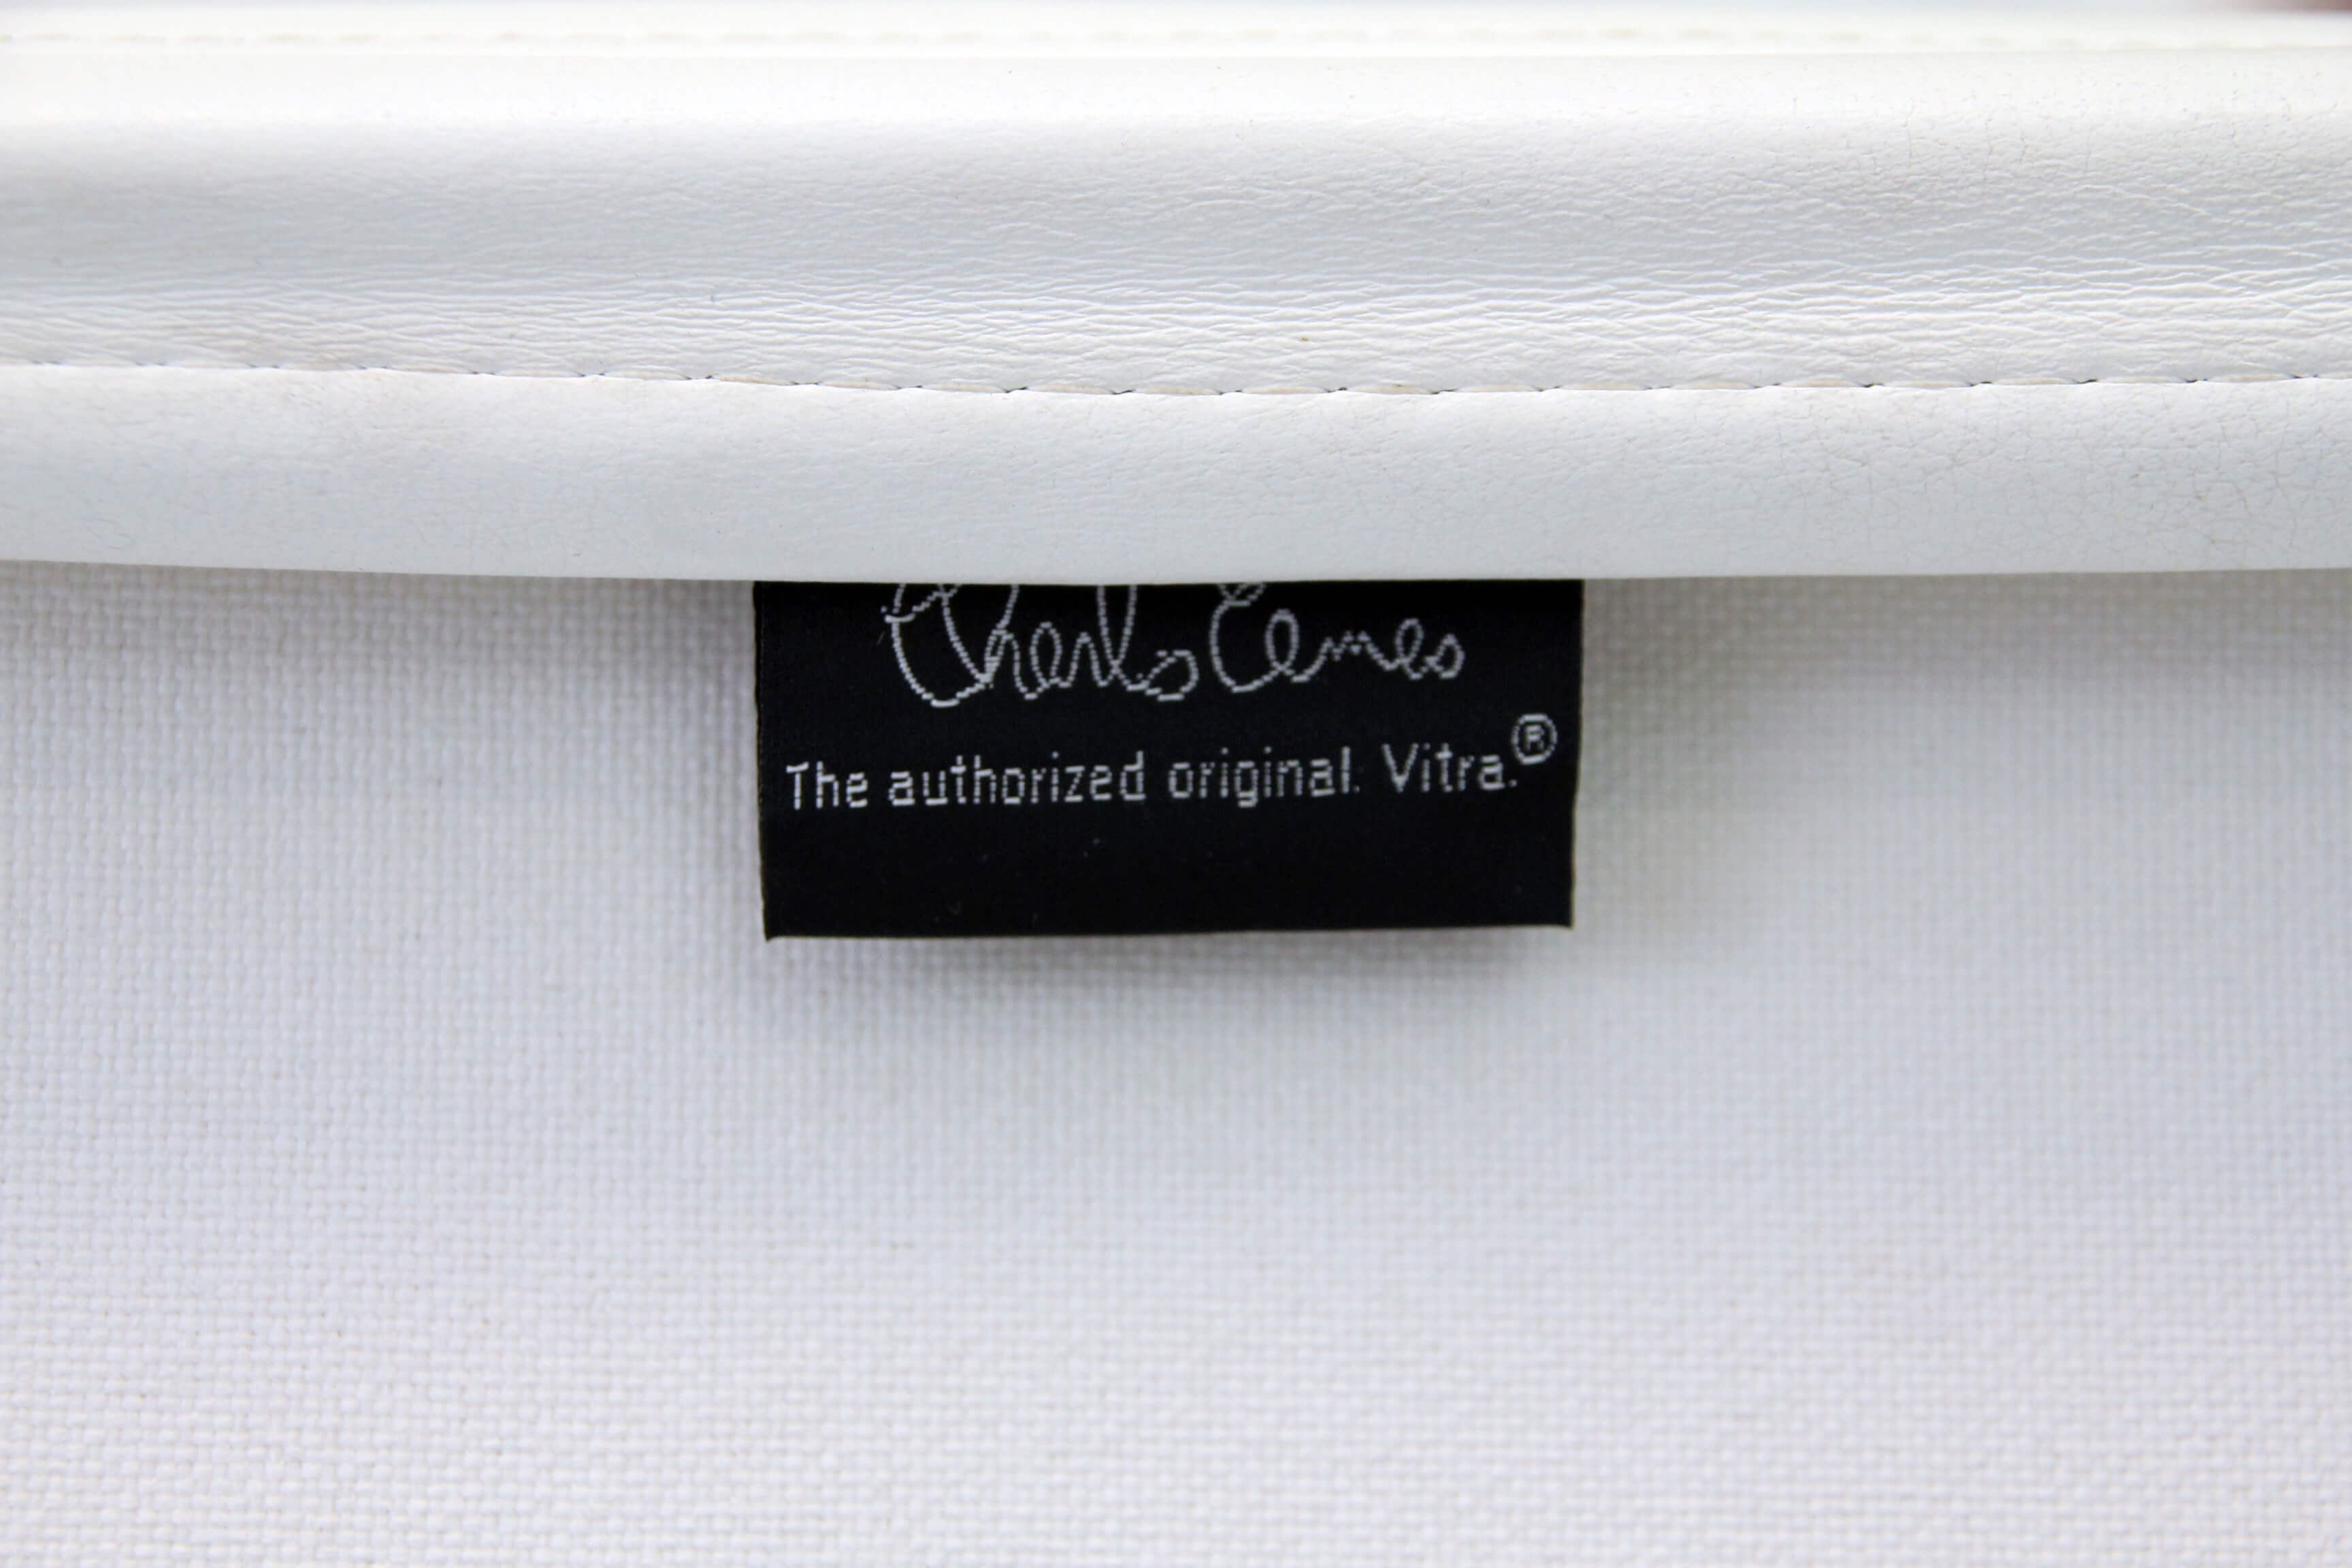 Charles Eames
The authorized original. Vitra.®